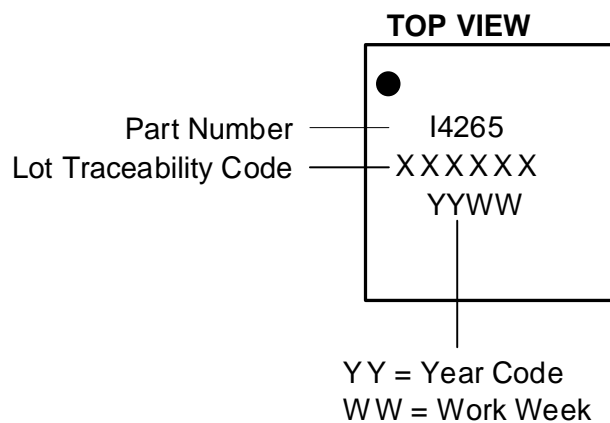 TOP VIEW
Part Number
I4265
Lot Traceability Code
XXXXXX
YYWW
YY = Year Code
WW = Work Week